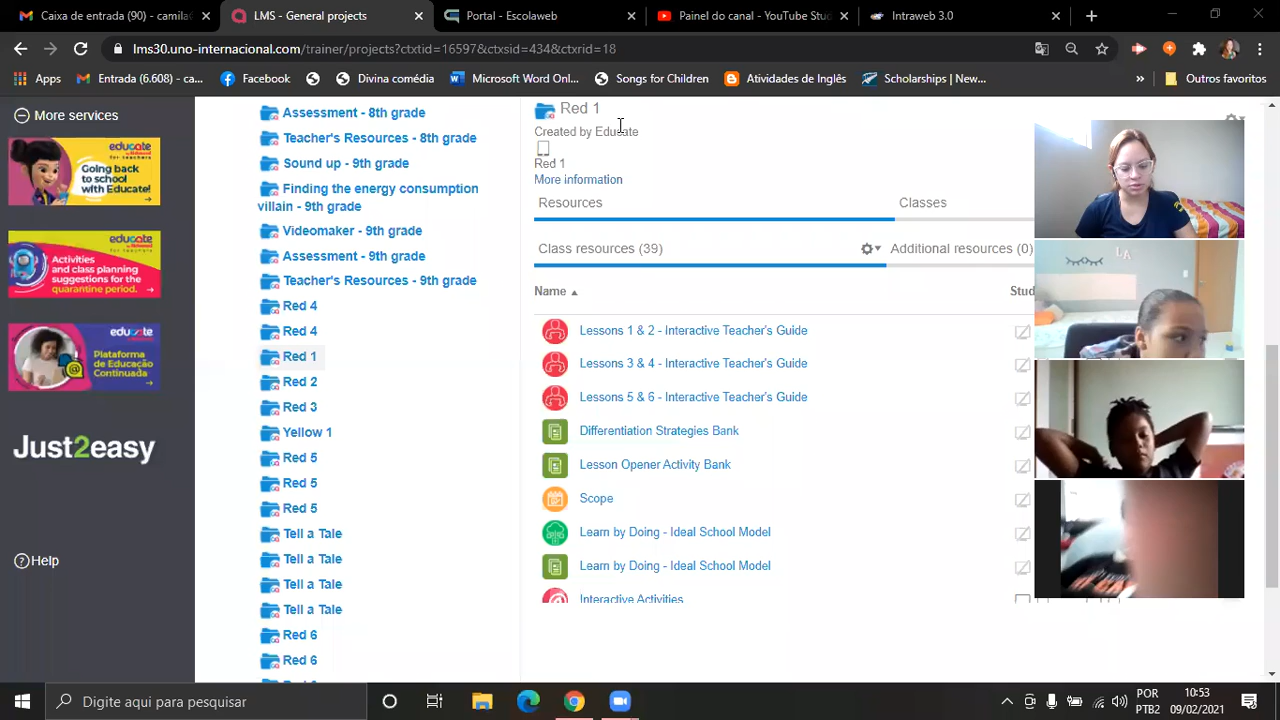 Caixa de entrada (90) - camila
LMS - Generai projects
Portal - Escolaweb
Painel do canal - YouTube Stu
Intraweb 3.0
lms30.uno-internacional.com/trainer/projects?ctxtid=16597&ctxsid=434&ctxrid=18
Apps
Entrada (6.608) - ca...
Facebook
Divina comédia
Microsoft Word Onl...
Songs for Children
Atividades de Inglês
Scholarships | New...
»
Outros favoritos
More services
Going back
to school
with Educate!
educate
Activities
and class planning
suggestions for the
quarantine period.
educate
Plataforma
de Educação
Continuada
Just2easy
Help
Assessment - 8th grade
Teacher's Resources - 8th grade
Sound up - 9th grade
Finding the energy consumption
villain - 9th grade
Videomaker - 9th grade
Assessment - 9th grade
Teacher's Resources - 9th grade
Red 4
Red 4
Red 1
Red 2
Red 3
Yellow 1
Red 5
Red 5
Red 5
Tell a Tale
Tell a Tale
Tell a Tale
Tell a Tale
Red 6
Red 6
Red 1
Created by Educate
Red 1
More information
Resources
Classes
Class resources (39)
Additional resources (0)
Name
Stud
Lessons 1 & 2 - Interactive Teacher's Guide
Lessons 3 & 4 - Interactive Teacher's Guide
Lessons 5 & 6 - Interactive Teacher's Guide
Differentiation Strategies Bank
Lesson Opener Activity Bank
Scope
Learn by Doing - Ideal School Model
Learn by Doing - Ideal School Model
Interactive Activities
Digite aqui para pesquisar
POR
PTB2
10:53
09/02/2021